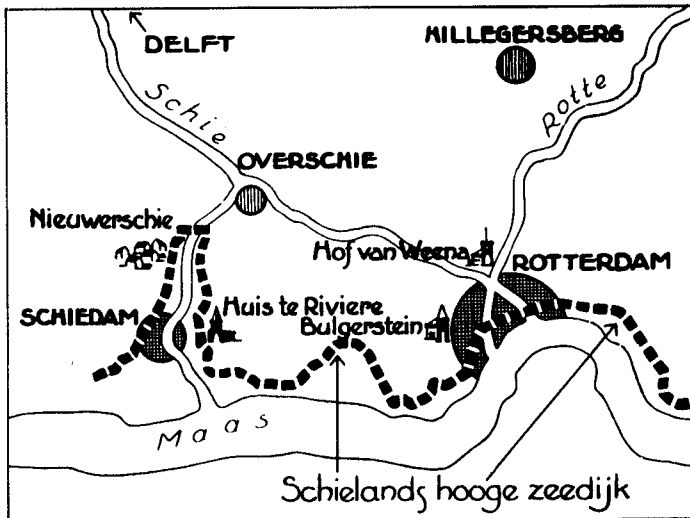 DELFT
HILLEGERSBERG
Schie
Rotte
OVERSCHIE
Nieuwerschie
Hof van Weena
ROTTERDAM
SCHIEDAM
Huis te Riviere
Bulgerstein
Maas
Schielands hooge zeedijk